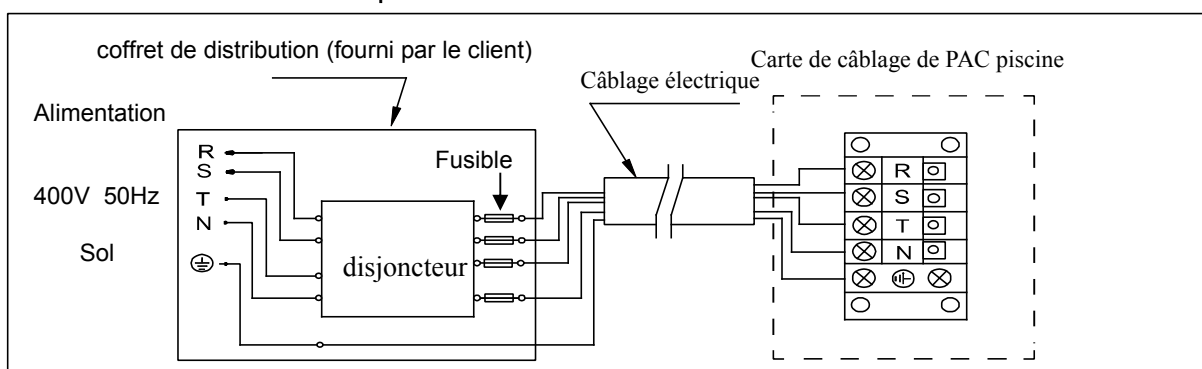 coffret de distribution (fourni par le client)
Carte de câblage de PAC piscine
Câblage électrique
Alimentation
R
S
T
N
400V 50Hz
Sol
Fusible
disjoncteur
R
S
T
N